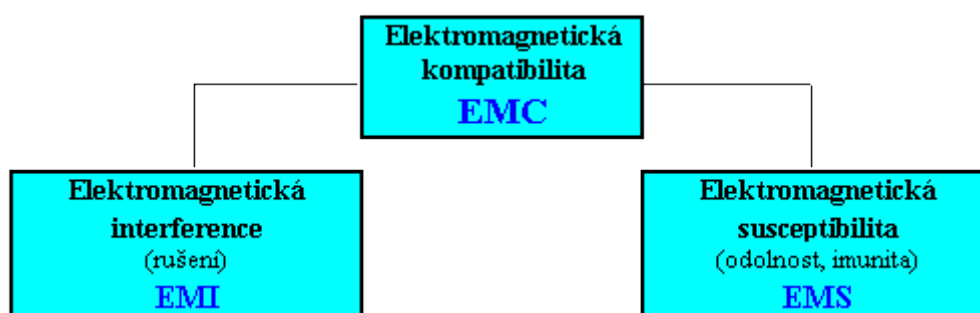 Elektromagnetická
kompatibilita
EMC
Elektromagnetická
interference
(rušení)
EMI
Elektromagnetická
susceptibilita
(odolnost, imunita)
EMS